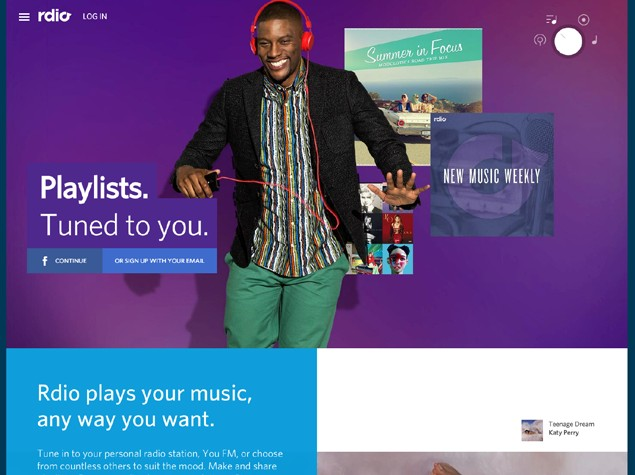 rdio
LOG IN
Summer in Focus
rdio
NEW MUSIC WEEKLY
Playlists.
Tuned to you.
f CONTINUE
OR SIGN UP WITH YOUR EMAIL
Rdio plays your music,
any way you want.
Teenage Dream
Katy Perry
Tune in to your personal radio station, You FM, or choose
from countless others to suit the mood. Make and share